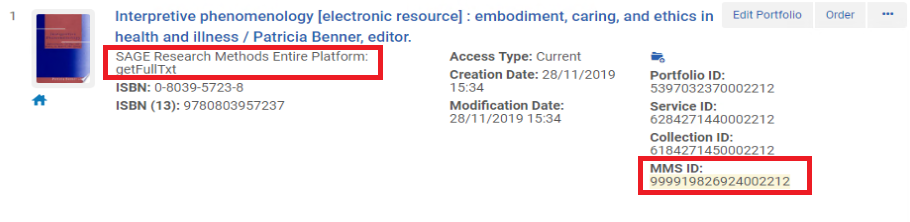 1
Interpretive phenomenology [electronic resource] : embodiment, caring, and ethics in
health and illness / Patricia Benner, editor.
Edit Portfolio
Order
•••
SAGE Research Methods Entire Platform:
getFullTxt
ISBN: 0-8039-5723-8
ISBN (13): 9780803957237
Access Type: Current
Creation Date: 28/11/2019
15:34
Modification Date:
28/11/2019 15:34
Portfolio ID:
5397032370002212
Service ID:
6284271440002212
Collection ID:
6184271450002212
MMS ID:
999919826924002212